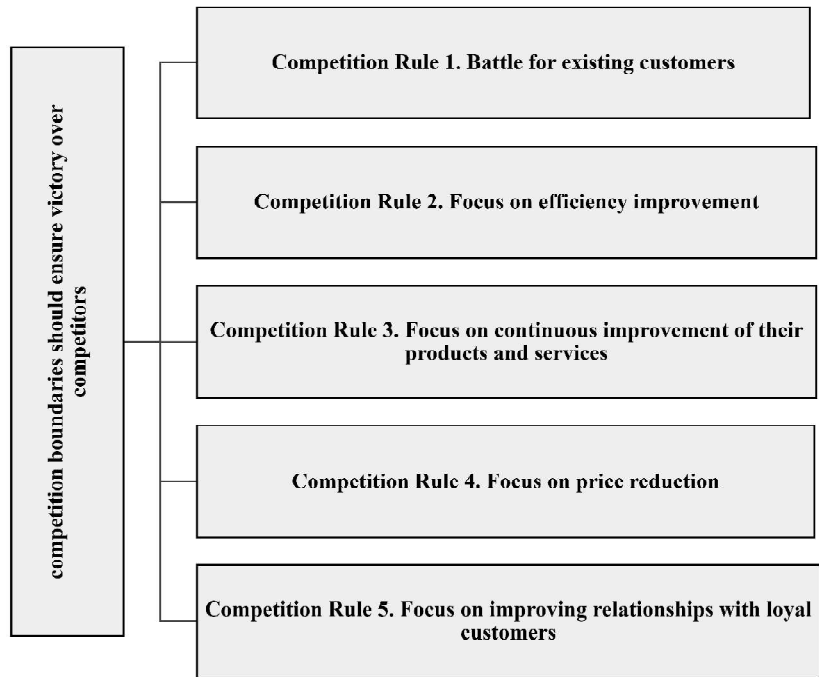 competition boundaries should ensure victory over
competitors
Competition Rule 1. Battle for existing customers
Competition Rule 2. Focus on efficiency improvement
Competition Rule 3. Focus on continuous improvement of their
products and services
Competition Rule 4. Focus on price reduction
Competition Rule 5. Focus on improving relationships with loyal
customers